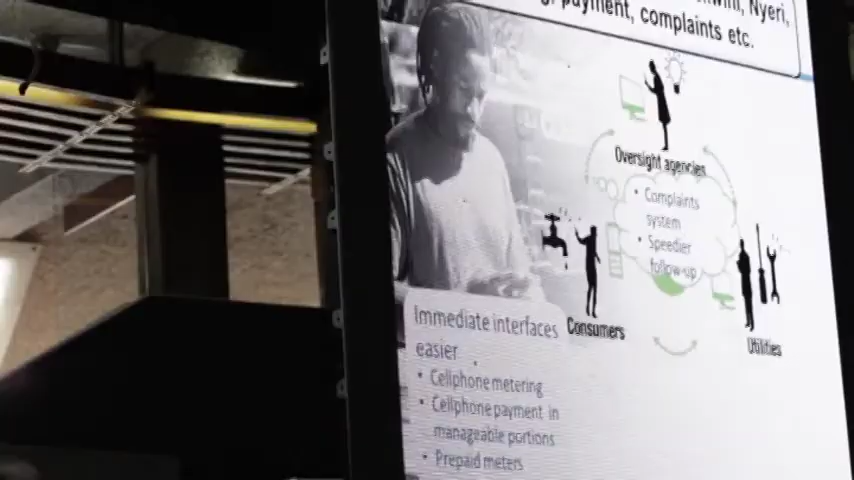 Nyeri,
payment, complaints etc.
Oversight agencies
• Complaints
system
• Speedier
follow-up
Consumers
Utilities
Immediate interfaces
easier
• Cellphone metering
• Cellphone payment in
manageable portions
• Prepaid meters